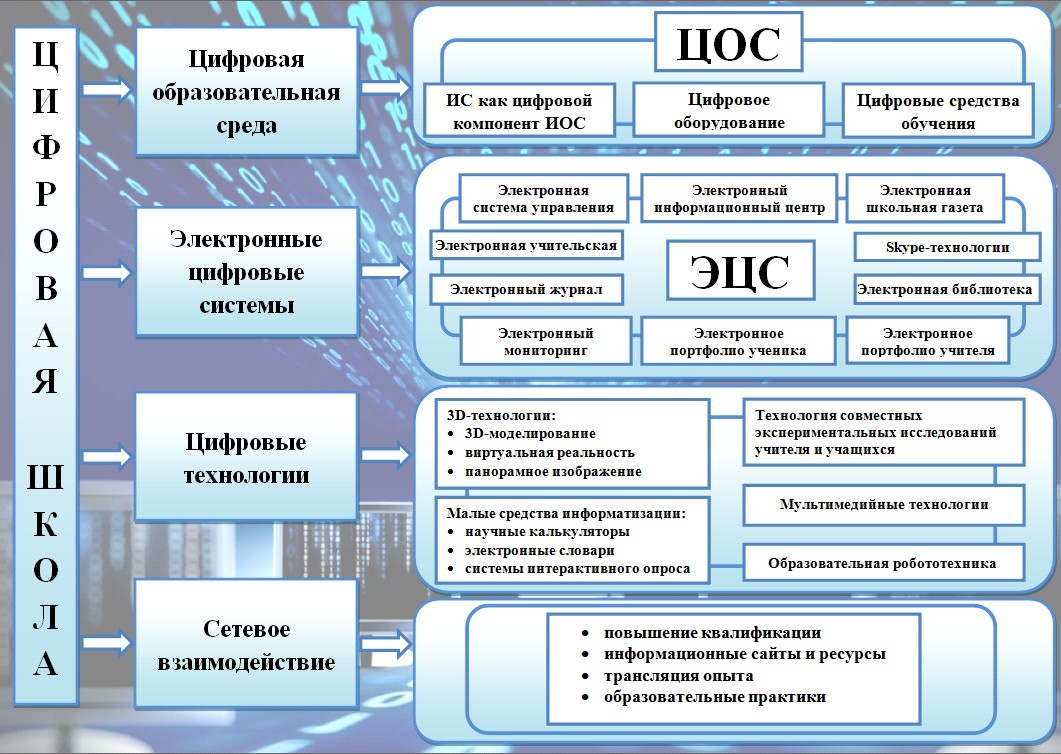 ЦИФРОВАЯ ШКОЛА
Цифровая
образовательная
среда
ЦОС
ИС как цифровой
компонент ИОС
Цифровое
оборудование
Цифровые средства
обучения
Электронные
цифровые
системы
Электронная
система управления
Электронный
информационный центр
Электронная
школьная газета
Электронная учительская
ЭЦС
Skype-технологии
Электронный журнал
Электронная библиотека
Электронный
мониторинг
Электронное
портфолио ученика
Электронное
портфолио учителя
Цифровые
технологии
3D-технологии:
• 3D-моделирование
• виртуальная реальность
• панорамное изображение
Технология совместных
экспериментальных исследований
учителя и учащихся
Малые средства информатизации:
• научные калькуляторы
• электронные словари
• системы интерактивного опроса
Мультимедийные технологии
Образовательная робототехника
Сетевое
взаимодействие
• повышение квалификации
• информационные сайты и ресурсы
• трансляция опыта
• образовательные практики